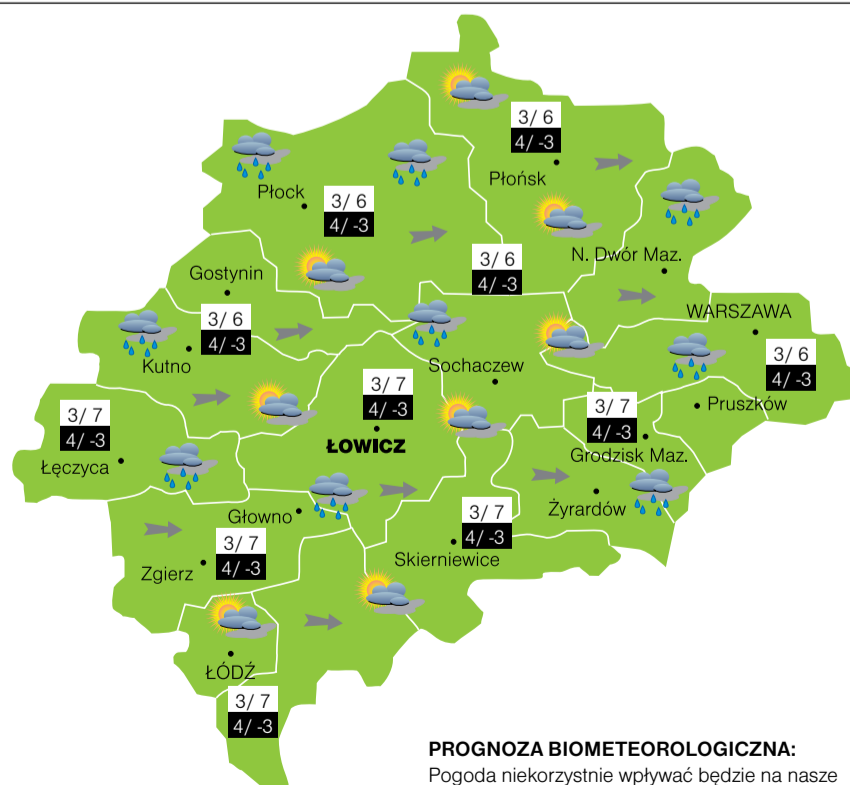 3/ 6
4/ -3
Płońsk
Płock
3/ 6
4/ -3
N. Dwór Maz.
3/ 6
4/ -3
Gostynin
WARSZAWA
3/ 6
4/ -3
Kutno
3/ 6
4/ -3
Sochaczew
3/ 7
4/ -3
ŁOWICZ
3/ 7
4/ -3
Pruszków
Grodzisk Maz.
3/ 7
4/ -3
Łęczyca
Żyrardów
Głowno
3/ 7
4/ -3
Skierniewice
3/ 7
4/ -3
Zgierz
ŁÓDŹ
3/ 7
4/ -3
PROGNOZA BIOMETEOROLOGICZNA:
Pogoda niekorzystnie wpływać będzie na nasze